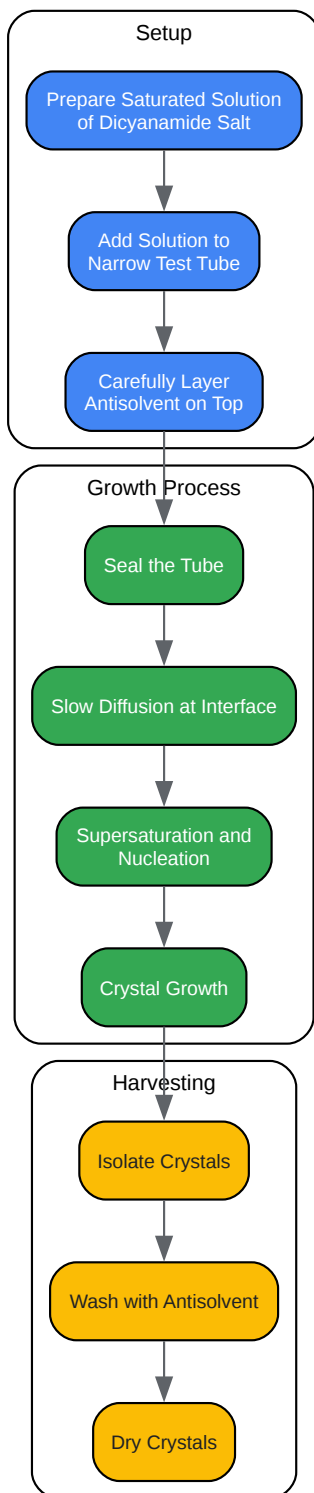 Setup
Prepare Saturated Solution
of Dicyanamide Salt
Add Solution to
Narrow Test Tube
Carefully Layer
Antisolvent on Top
Growth Process
Seal the Tube
Slow Diffusion at Interface
Supersaturation and
Nucleation
Crystal Growth
Harvesting
Isolate Crystals
Wash with Antisolvent
Dry Crystals